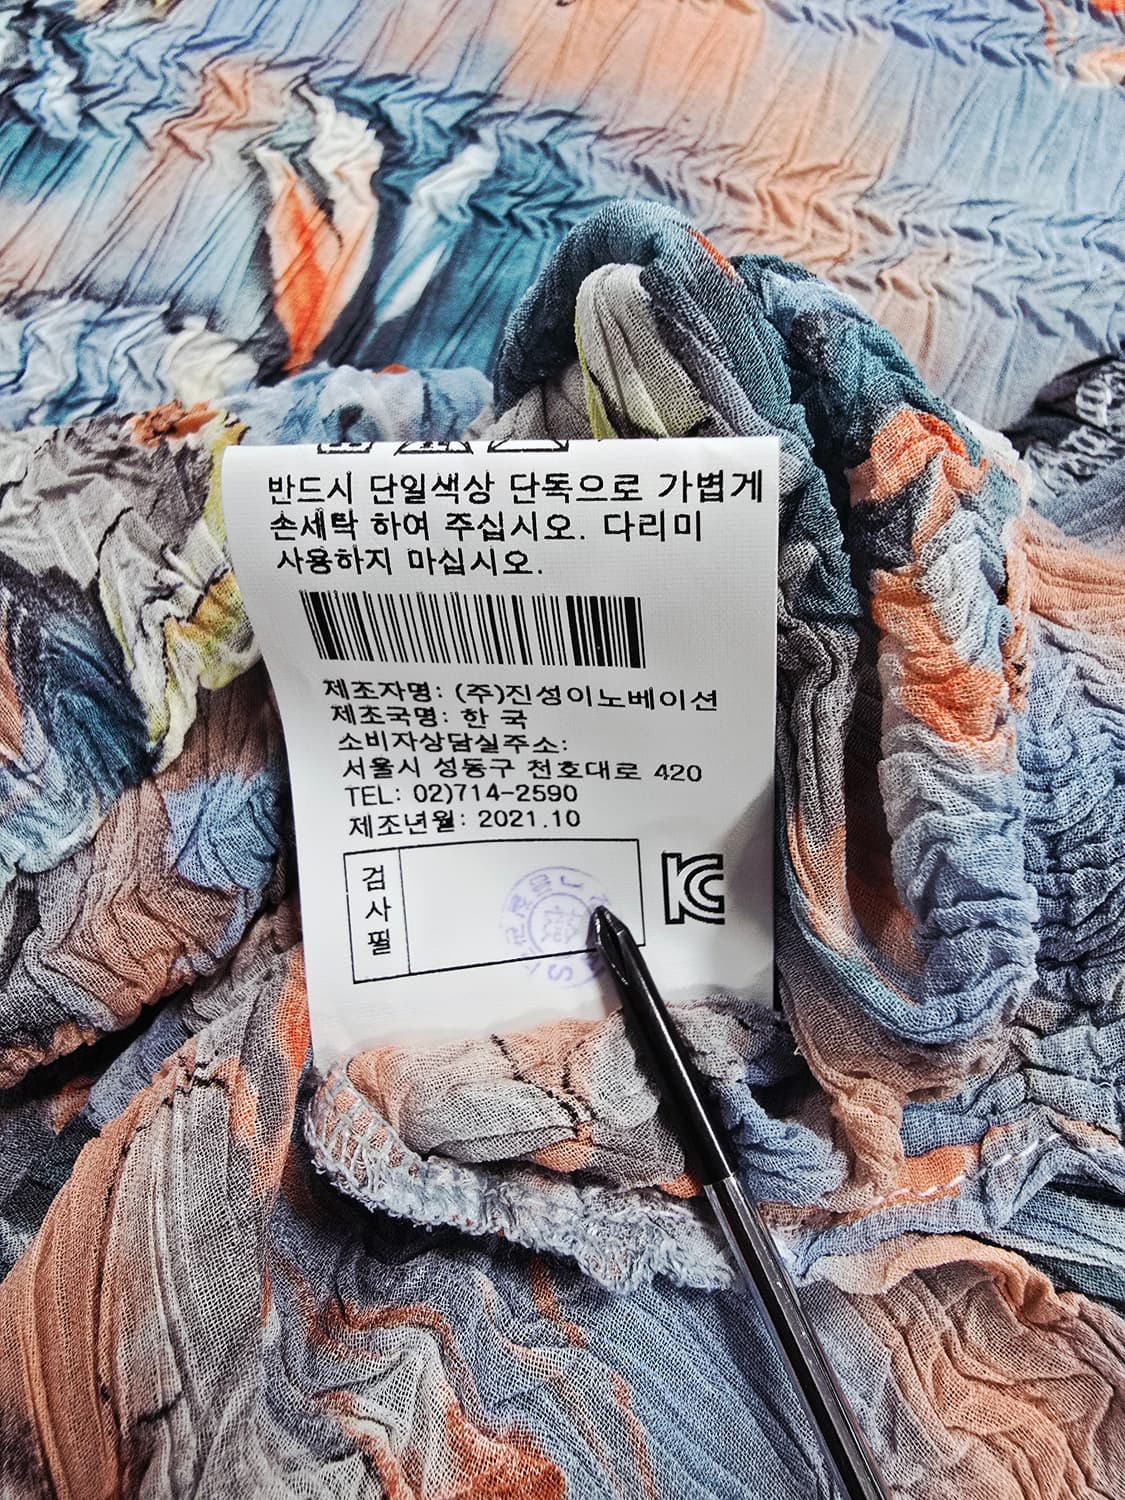 반드시 단일색상 단독으로 가볍게
손세탁 하여 주십시오. 다리미
사용하지 마십시오.
제조자명: (주)진성이노베이션
제조국명: 한 국
소비자상담실주소:
서울시 성동구 천호대로 420
TEL: 02)714-2590
제조년월: 2021.10
검
사
필
KC